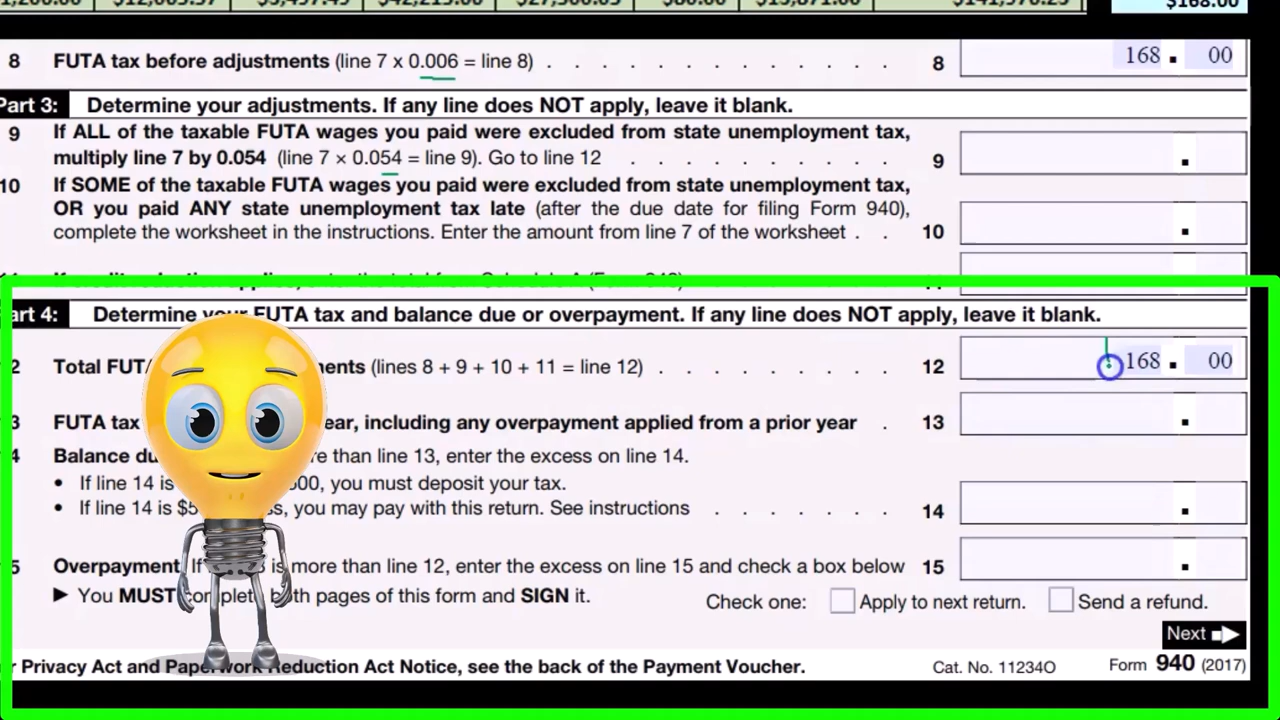 $168.00
8 FUTA tax before adjustments (line 7 x 0.006 = line 8) . . . . . . . . . . . . . 8 168 . 00
Part 3: Determine your adjustments. If any line does NOT apply, leave it blank.
9 If ALL of the taxable FUTA wages you paid were excluded from state unemployment tax,
multiply line 7 by 0.054 (line 7 × 0.054 = line 9). Go to line 12 . . . . . . . . . . 9 .
10 If SOME of the taxable FUTA wages you paid were excluded from state unemployment tax,
OR you paid ANY state unemployment tax late (after the due date for filing Form 940),
complete the worksheet in the instructions. Enter the amount from line 7 of the worksheet . . 10 .
Part 4: Determine your FUTA tax and balance due or overpayment. If any line does NOT apply, leave it blank.
2 Total FUT ents (lines 8 + 9 + 10 + 11 = line 12) . . . . . . . . . 12 168 . 00
3 FUTA tax ear, including any overpayment applied from a prior year . 13 .
4 Balance du re than line 13, enter the excess on line 14.
• If line 14 is 00, you must deposit your tax.
• If line 14 is $5 s, you may pay with this return. See instructions . . . . . . . 14 .
5 Overpayment. If is more than line 12, enter the excess on line 15 and check a box below 15 .
► You MUST complete both pages of this form and SIGN it. Check one: Apply to next return. Send a refund.
Next
r Privacy Act and Paperwork Reduction Act Notice, see the back of the Payment Voucher. Cat. No. 11234O Form 940 (2017)